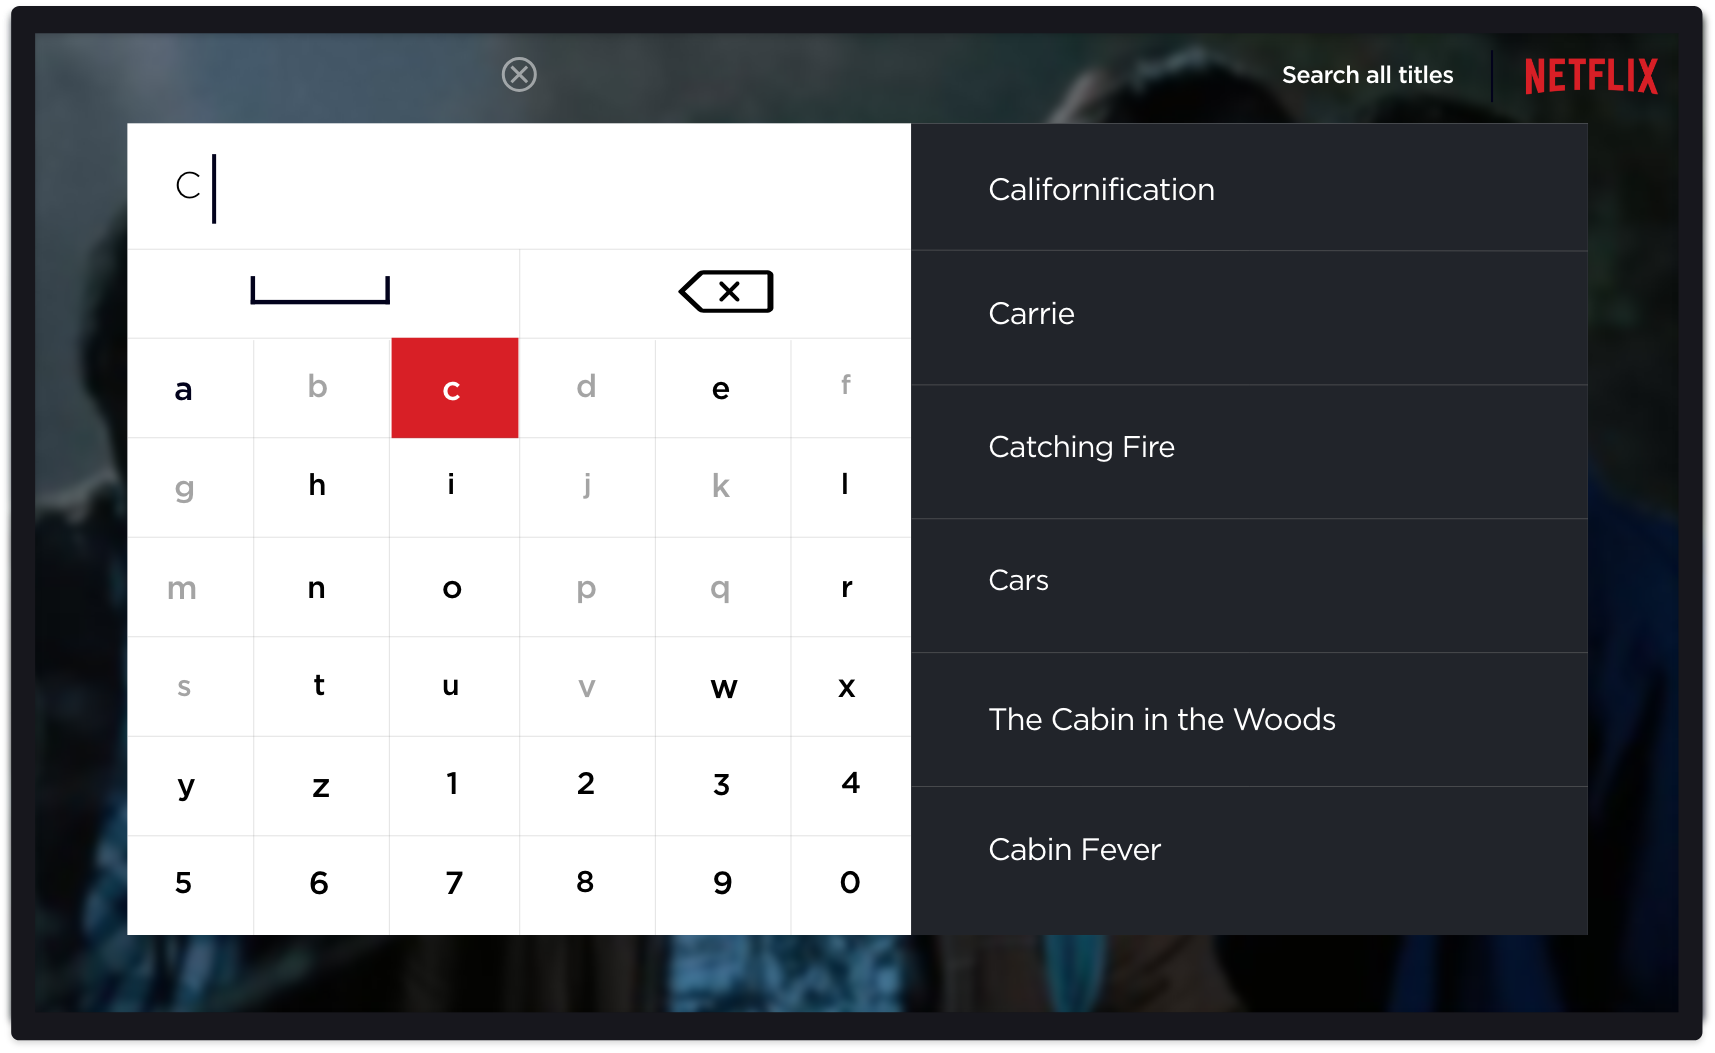 Search all titles
NETFLIX
C
a b c d e f
g h i j k l
m n o p q r
s t u v w x
y z 1 2 3 4
5 6 7 8 9 0
Californification
Carrie
Catching Fire
Cars
The Cabin in the Woods
Cabin Fever